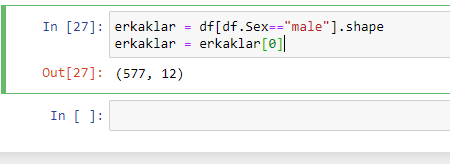 In [27]: erkaklar = df[df.Sex=="male"].shape
erkaklar = erkaklar[0]
Out[27]: (577, 12)
In [ ]: